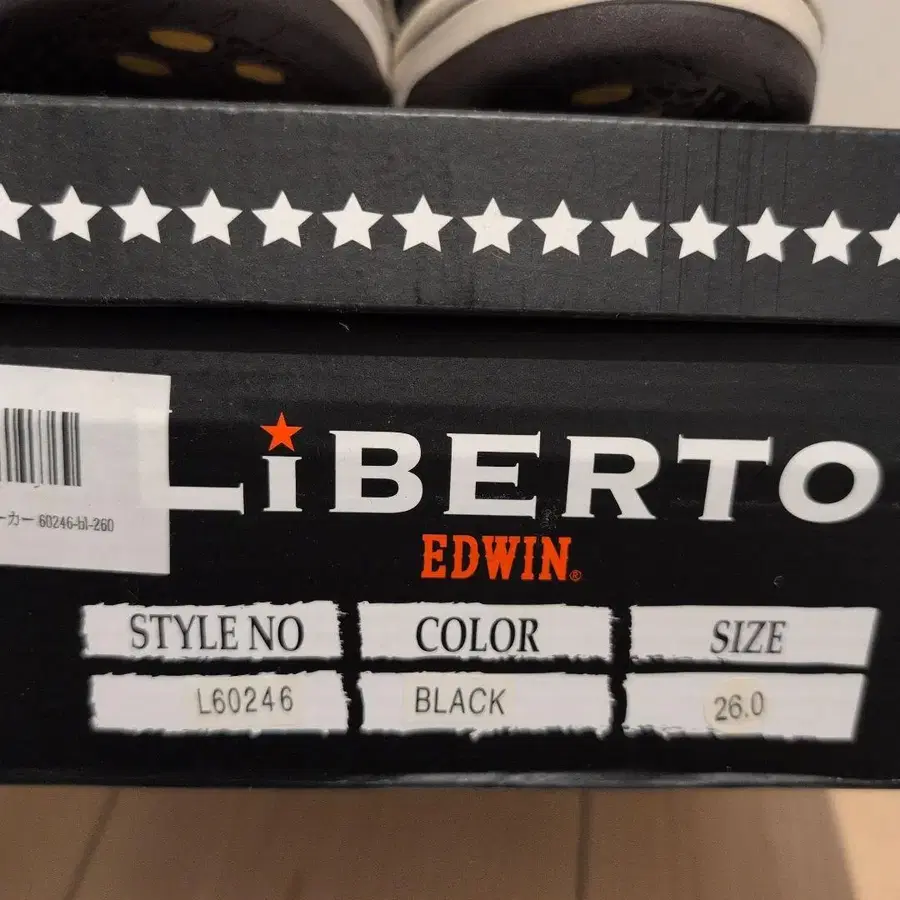 LiBERTO
EDWIN®
ーカー 60246-bl-260
STYLE NO COLOR SIZE
L60246 BLACK 26.0